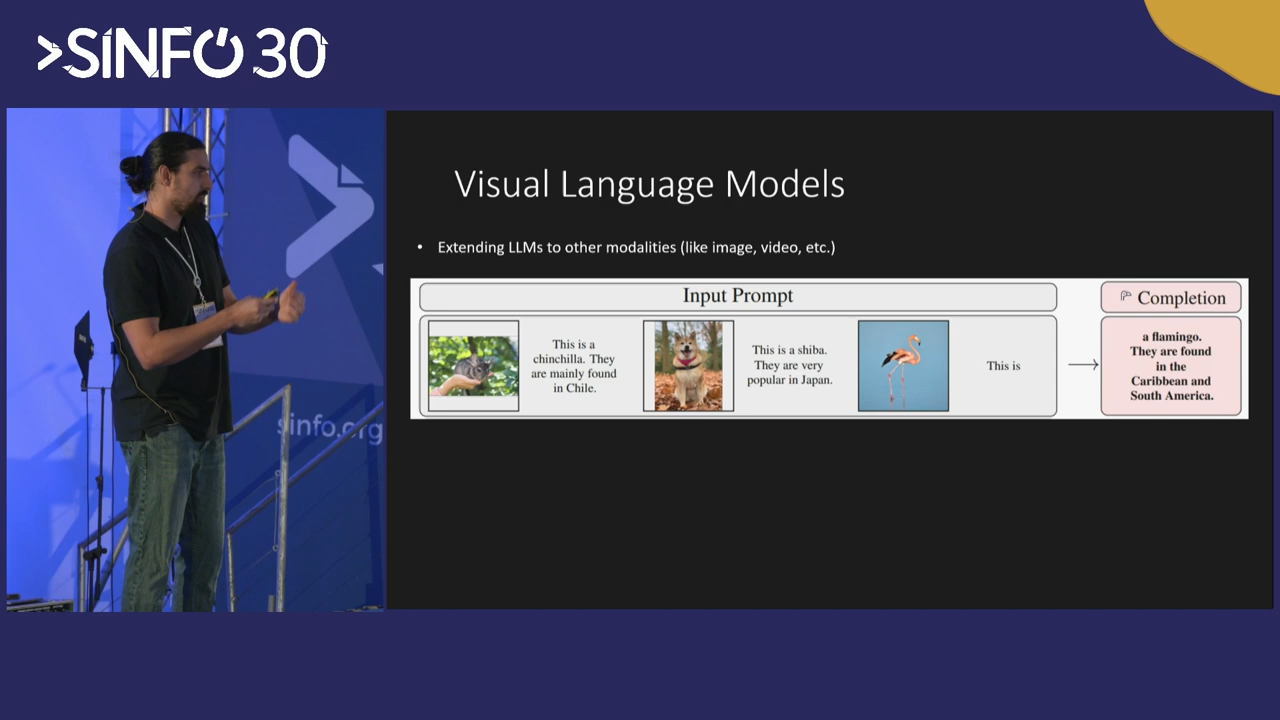 >SINFO 30
sinfo.org
Visual Language Models
• Extending LLMs to other modalities (like image, video, etc.)
Input Prompt
Completion
This is a
chinchilla. They
are mainly found
in Chile.
This is a shiba.
They are very
popular in Japan.
This is
a flamingo.
They are found
in the
Caribbean and
South America.